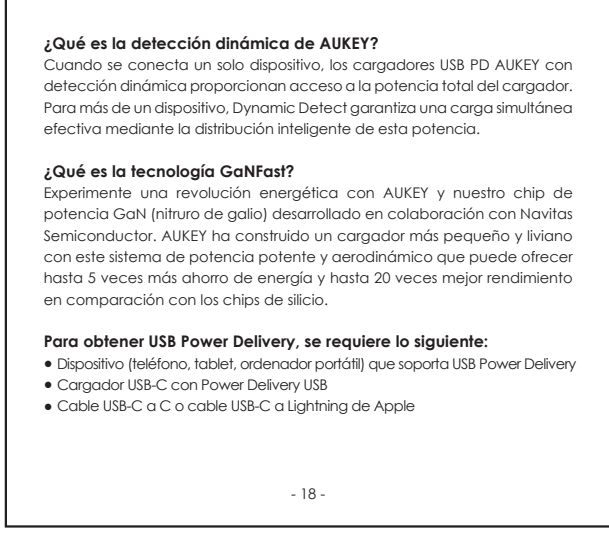 ¿Qué es la detección dinámica de AUKEY?
Cuando se conecta un solo dispositivo, los cargadores USB PD AUKEY con
detección dinámica proporcionan acceso a la potencia total del cargador.
Para más de un dispositivo, Dynamic Detect garantiza una carga simultánea
efectiva mediante la distribución inteligente de esta potencia.
¿Qué es la tecnología GaNFast?
Experimente una revolución energética con AUKEY y nuestro chip de
potencia GaN (nitruro de galio) desarrollado en colaboración con Navitas
Semiconductor. AUKEY ha construido un cargador más pequeño y liviano
con este sistema de potencia potente y aerodinámico que puede ofrecer
hasta 5 veces más ahorro de energía y hasta 20 veces mejor rendimiento
en comparación con los chips de silicio.
Para obtener USB Power Delivery, se requiere lo siguiente:
● Dispositivo (teléfono, tablet, ordenador portátil) que soporta USB Power Delivery
● Cargador USB-C con Power Delivery USB
● Cable USB-C a C o cable USB-C a Lightning de Apple
- 18 -